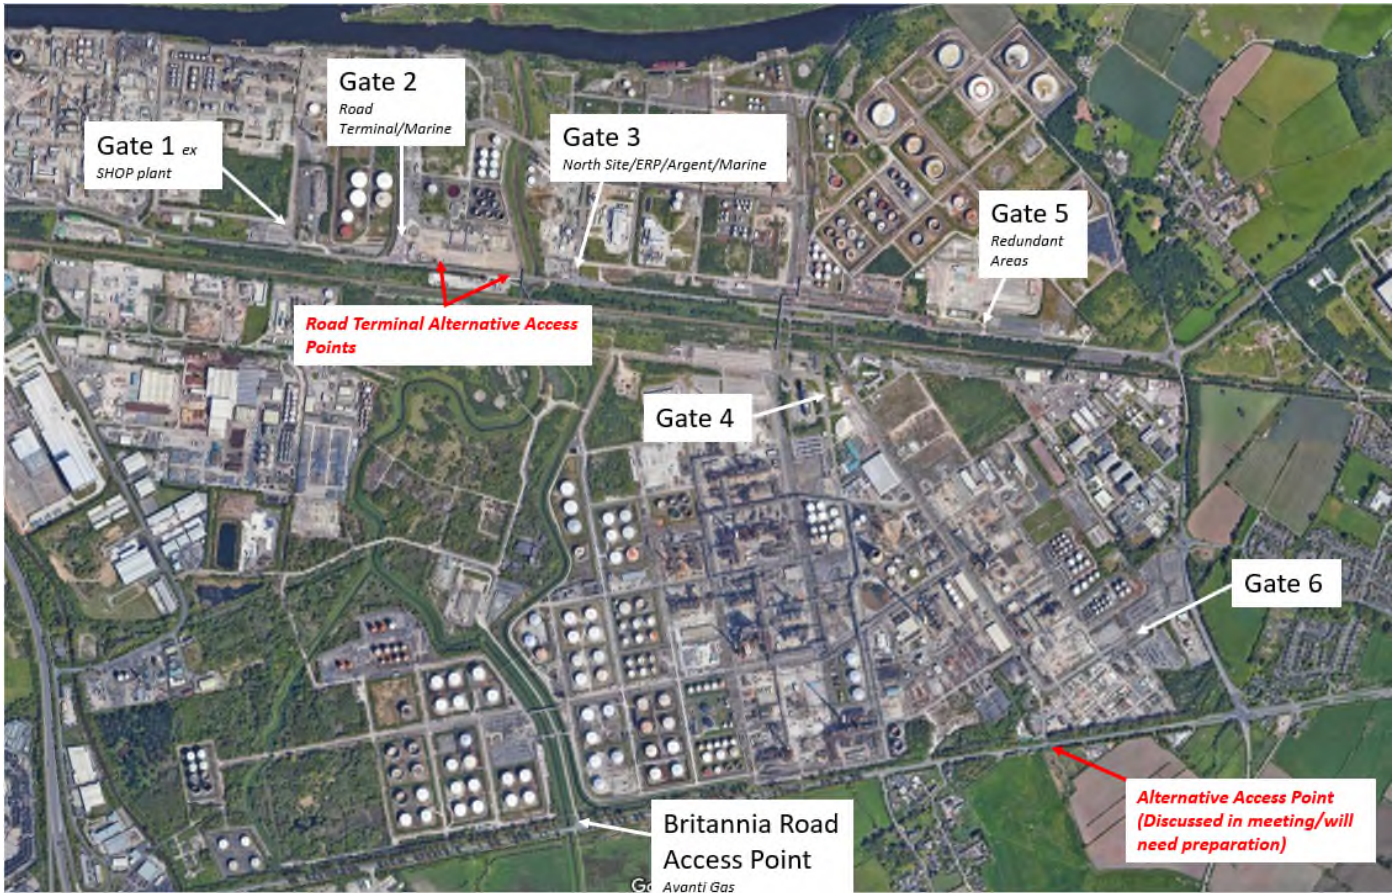 Gate 2
Road
Terminal/Marine
Gate 1 ex
SHOP plant
Gate 3
North Site/ERP/Argent/Marine
Gate 5
Redundant
Areas
Road Terminal Alternative Access
Points
Gate 4
Gate 6
Alternative Access Point
(Discussed in meeting/will
need preparation)
Britannia Road
Access Point
Avanti Gas